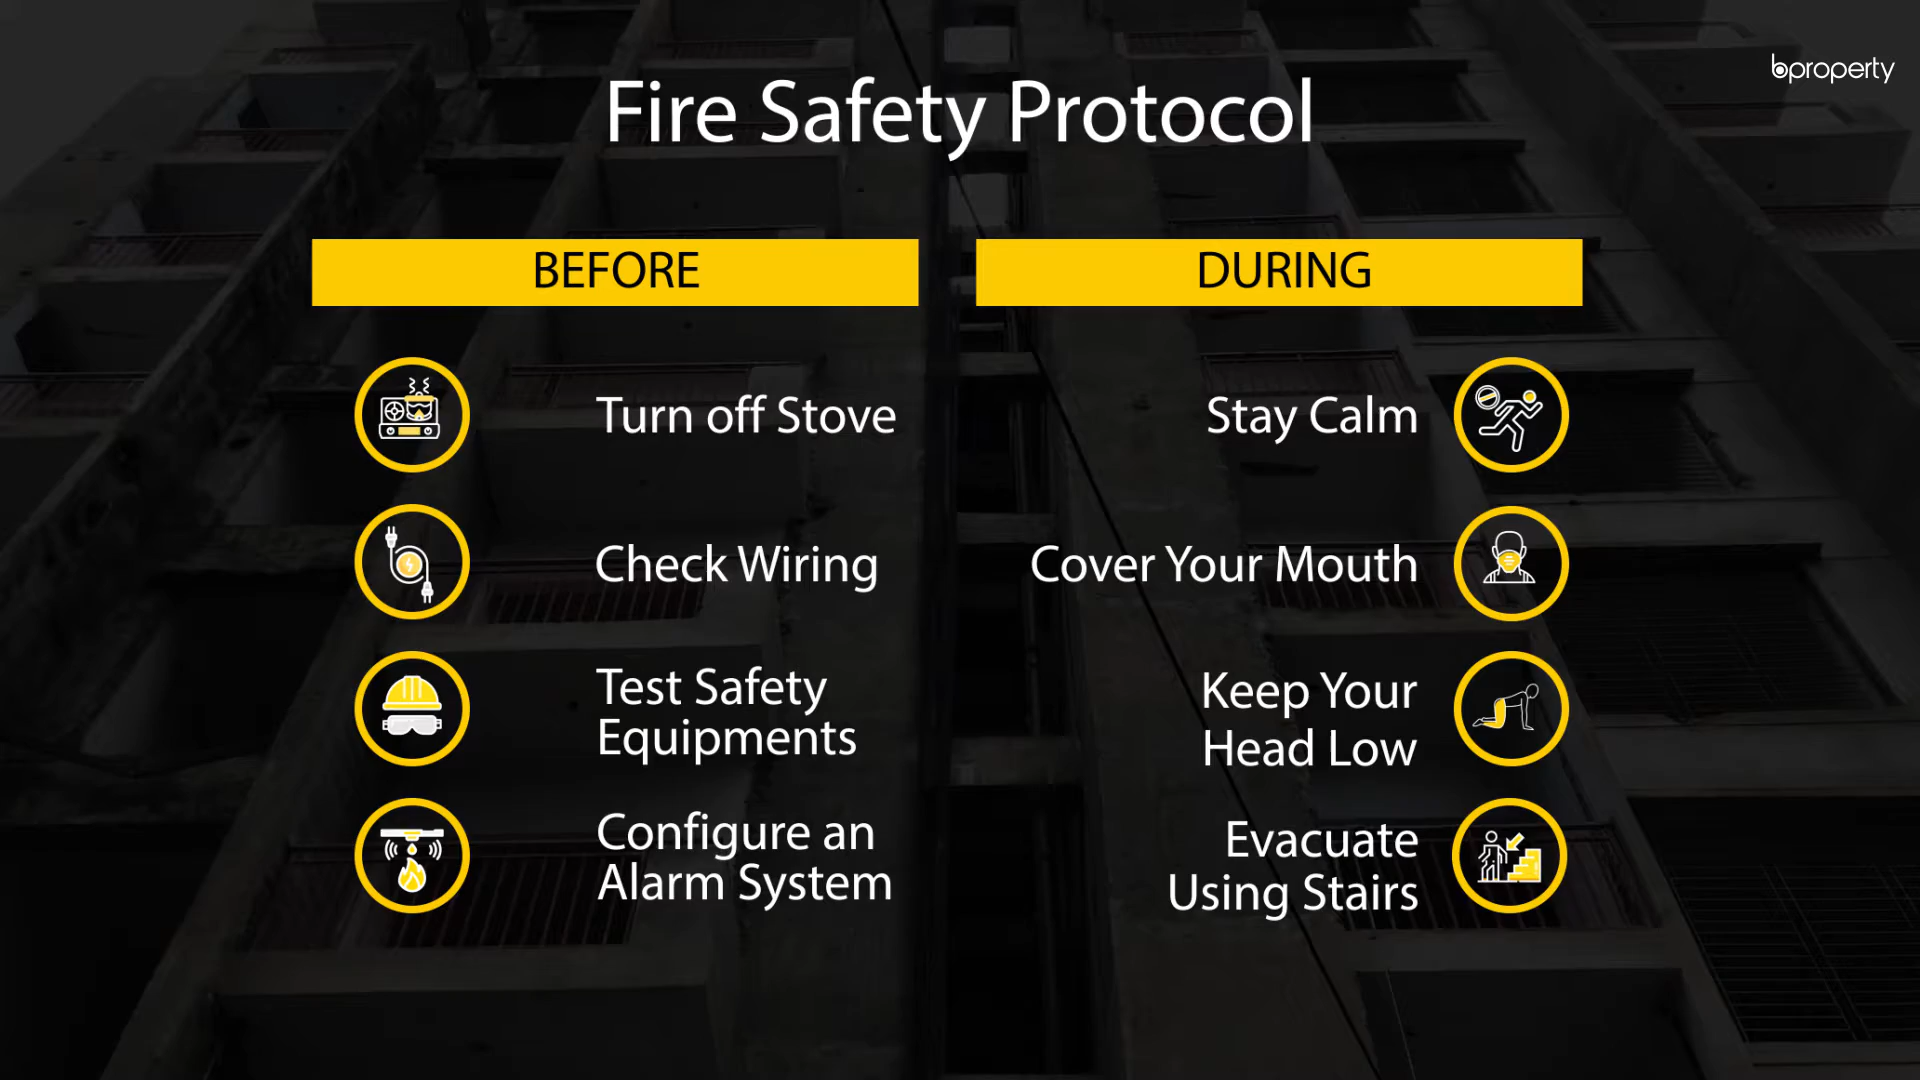 bproperty
Fire Safety Protocol
BEFORE
Turn off Stove
Check Wiring
Test Safety
Equipments
Configure an
Alarm System
DURING
Stay Calm
Cover Your Mouth
Keep Your
Head Low
Evacuate
Using Stairs